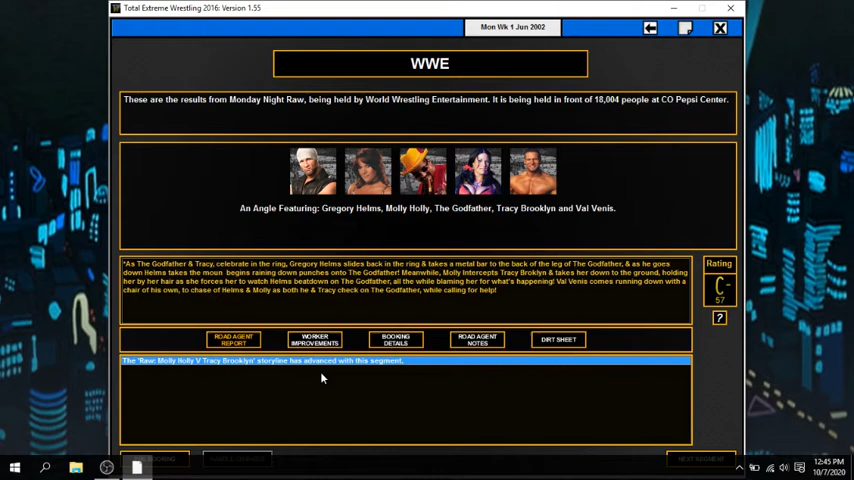 Total Extreme Wrestling 2016: Version 1.55
Mon Wk 1 Jun 2002
WWE
These are the results from Monday Night Raw, being held by World Wrestling Entertainment. It is being held in front of 18,004 people at CO Pepsi Center.
An Angle Featuring: Gregory Helms, Molly Holly, The Godfather, Tracy Brooklyn and Val Venis.
*As The Godfather & Tracy, celebrate in the ring, Gregory Helms slides back in the ring & takes a metal bar to the back of the leg of The Godfather, & as he goes
down Helms takes the moun  begins raining down punches onto The Godfather! Meanwhile, Molly Intercepts Tracy Broklyn & takes her down to the ground, holding
her by her hair as she forces her to watch Helms beatdown on The Godfather, all the while blaming her for what's happening! Val Venis comes running down with a
chair of his own, to chase of Helms & Molly as both he & Tracy check on The Godfather, while calling for help!
Rating
C-
57
?
ROAD AGENT
REPORT
WORKER
IMPROVEMENTS
BOOKING
DETAILS
ROAD AGENT
NOTES
DIRT SHEET
The 'Raw: Molly Holly V Tracy Brooklyn' storyline has advanced with this segment.
NEXT SEGMENT
12:45 PM
10/7/2020